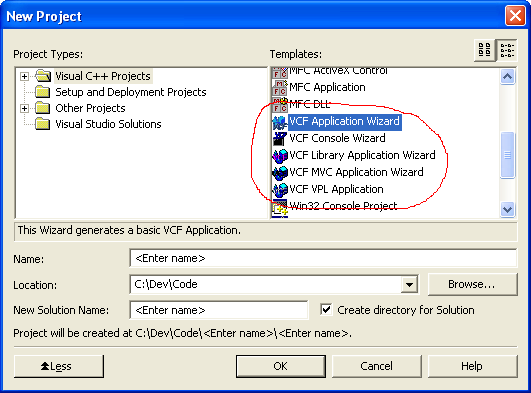 New Project
Project Types:
Templates:
Visual C++ Projects
Setup and Deployment Projects
Other Projects
Visual Studio Solutions
MFC ActiveX Control
MFC Application
MFC DLL
VCF Application Wizard
VCF Console Wizard
VCF Library Application Wizard
VCF MVC Application Wizard
VCF VPL Application
Win32 Console Project
This Wizard generates a basic VCF Application.
Name:
<Enter name>
Location:
C:\Dev\Code
Browse...
New Solution Name:
<Enter name>
Create directory for Solution
Project will be created at C:\Dev\Code\<Enter name>\<Enter name>.
Less
OK
Cancel
Help